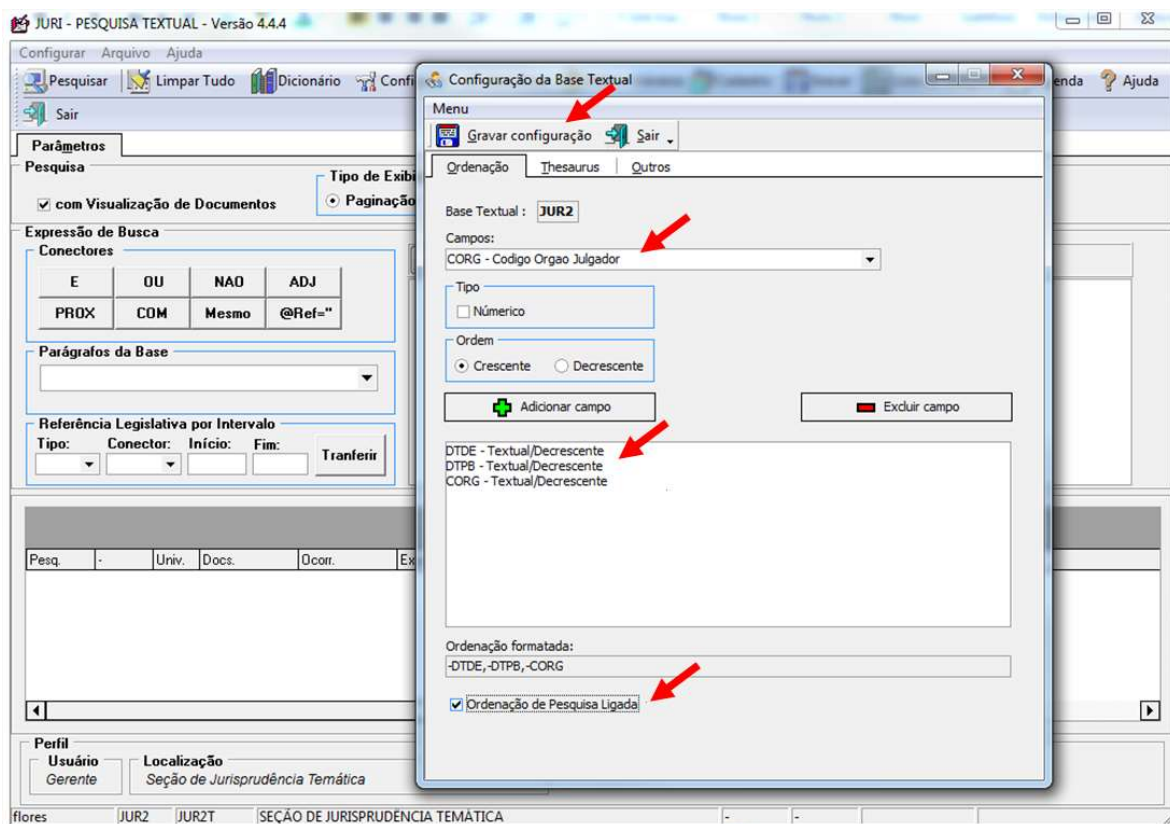 JURI - PESQUISA TEXTUAL - Versão 4.4.4
Configurar Arquivo Ajuda
Pesquisar Limpar Tudo Dicionário Confi
enda Ajuda
Sair
Parâmetros
Pesquisa
com Visualização de Documentos
Tipo de Exibi
Paginação
Expressão de Busca
Conectores
E OU NAO ADJ
PROX COM Mesmo @Ref="
Parágrafos da Base
Referência Legislativa por Intervalo
Tipo: Conector: Início: Fim:
Tranferir
Pesq. - Univ. Docs. Ocorr. Ex
Perfil
Usuário
Gerente
Localização
Seção de Jurisprudência Temática
flores JUR2 JUR2T SEÇÃO DE JURISPRUDÊNCIA TEMÁTICA - -
Configuração da Base Textual
Menu
Gravar configuração Sair
Ordenação Thesaurus Outros
Base Textual : JUR2
Campos:
CORG - Codigo Orgao Julgador
Tipo
Númerico
Ordem
Crescente Decrescente
Adicionar campo Excluir campo
DTDE - Textual/Decrescente
DTPB - Textual/Decrescente
CORG - Textual/Decrescente
Ordenação formatada:
-DTDE,-DTPB,-CORG
Ordenação de Pesquisa Ligada